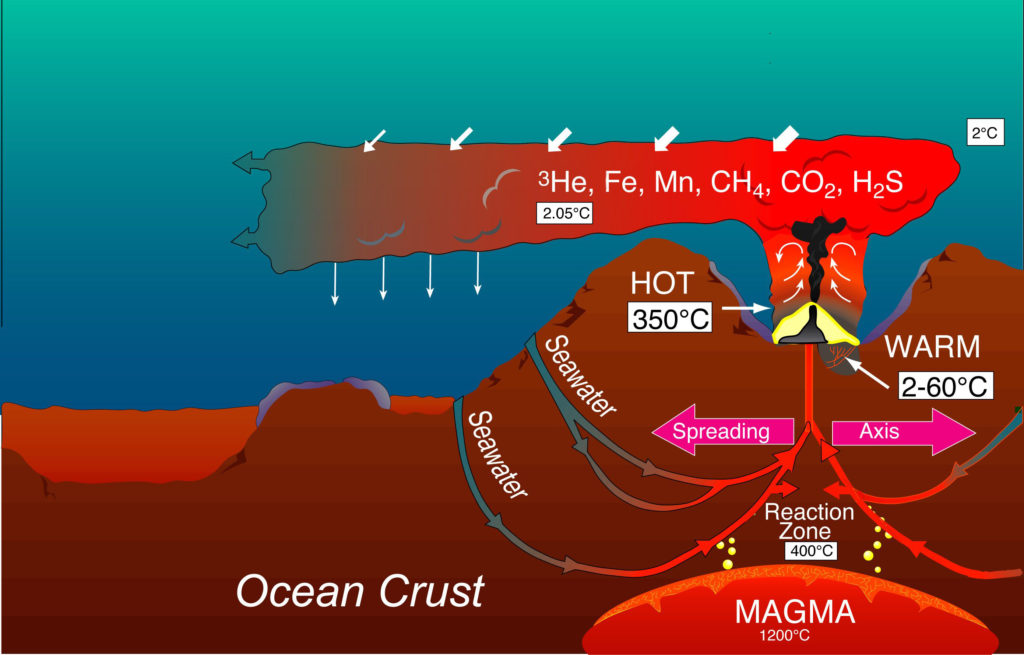 2°C
³He, Fe, Mn, CH₄, CO₂, H₂S
2.05°C
HOT
350°C
WARM
2-60°C
Seawater
Seawater
Spreading
Axis
Reaction
Zone
400°C
Ocean Crust
MAGMA
1200°C